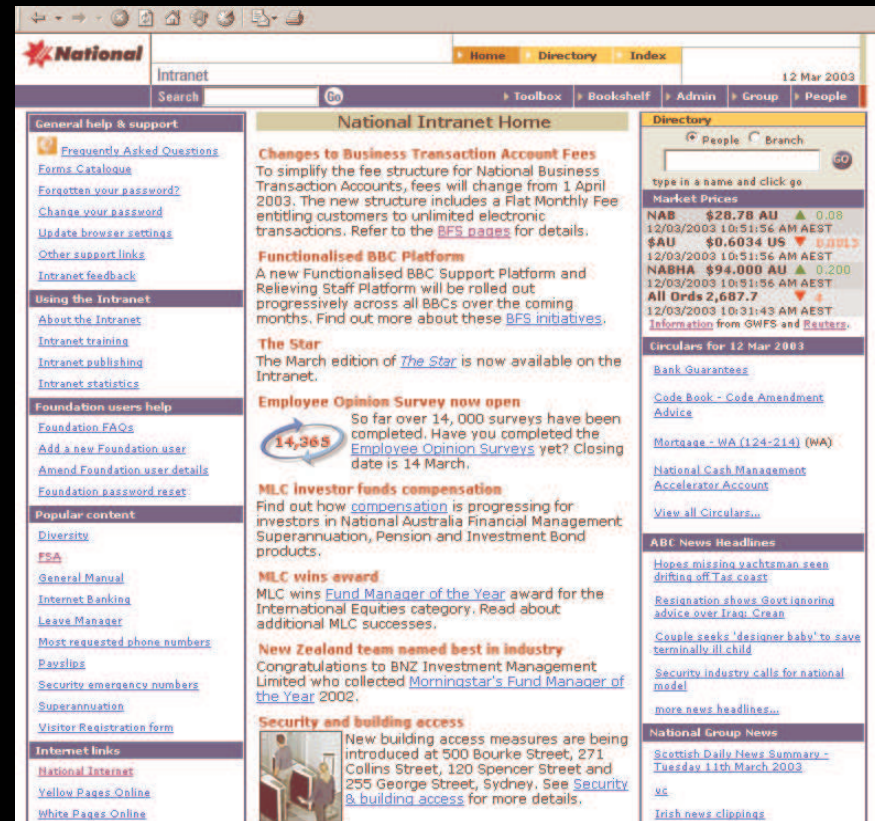 National
Home Directory Index
Intranet
12 Mar 2003
Search Go
Toolbox Bookshelf Admin Group People
General help & support
Frequently Asked Questions
Forms Catalogue
Forgotten your password?
Change your password
Update browser settings
Other support links
Intranet feedback
Using the Intranet
About the Intranet
Intranet training
Intranet publishing
Intranet statistics
Foundation users help
Foundation FAQs
Add a new Foundation user
Amend Foundation user details
Foundation password reset
Popular content
Diversity
FSA
General Manual
Internet Banking
Leave Manager
Most requested phone numbers
Payslips
Security emergency numbers
Superannuation
Visitor Registration form
Internet links
National Internet
Yellow Pages Online
White Pages Online
National Intranet Home
Changes to Business Transaction Account Fees
To simplify the fee structure for National Business
Transaction Accounts, fees will change from 1 April
2003. The new structure includes a Flat Monthly Fee
entitling customers to unlimited electronic
transactions. Refer to the BFS pages for details.
Functionalised BBC Platform
A new Functionalised BBC Support Platform and
Relieving Staff Platform will be rolled out
progressively across all BBCs over the coming
months. Find out more about these BFS initiatives.
The Star
The March edition of The Star is now available on the
Intranet.
Employee Opinion Survey now open
14,365
So far over 14, 000 surveys have been
completed. Have you completed the
Employee Opinion Surveys yet? Closing
date is 14 March.
MLC investor funds compensation
Find out how compensation is progressing for
investors in National Australia Financial Management
Superannuation, Pension and Investment Bond
products.
MLC wins award
MLC wins Fund Manager of the Year award for the
International Equities category. Read about
additional MLC successes.
New Zealand team named best in industry
Congratulations to BNZ Investment Management
Limited who collected Morningstar's Fund Manager of
the Year 2002.
Security and building access
New building access measures are being
introduced at 500 Bourke Street, 271
Collins Street, 120 Spencer Street and
255 George Street, Sydney. See Security
& building access for more details.
Directory
People Branch
GO
type in a name and click go
Market Prices
NAB $28.78 AU 0.08
12/03/2003 10:51:56 AM AEST
$AU $0.6034 US
12/03/2003 10:51:56 AM AEST
NABHA $94.000 AU 0.200
12/03/2003 10:51:56 AM AEST
All Ords 2,687.7
12/03/2003 10:31:43 AM AEST
Information from GWFS and Reuters.
Circulars for 12 Mar 2003
Bank Guarantees
Code Book - Code Amendment
Advice
Mortgage - WA (124-214) (WA)
National Cash Management
Accelerator Account
View all Circulars...
ABC News Headlines
Hopes missing yachtsman seen
drifting off Tas coast
Resignation shows Govt ignoring
advice over Iraq: Crean
Couple seeks 'designer baby' to save
terminally ill child
Security industry calls for national
model
more news headlines...
National Group News
Scottish Daily News Summary -
Tuesday 11th March 2003
vc
Irish news clippings